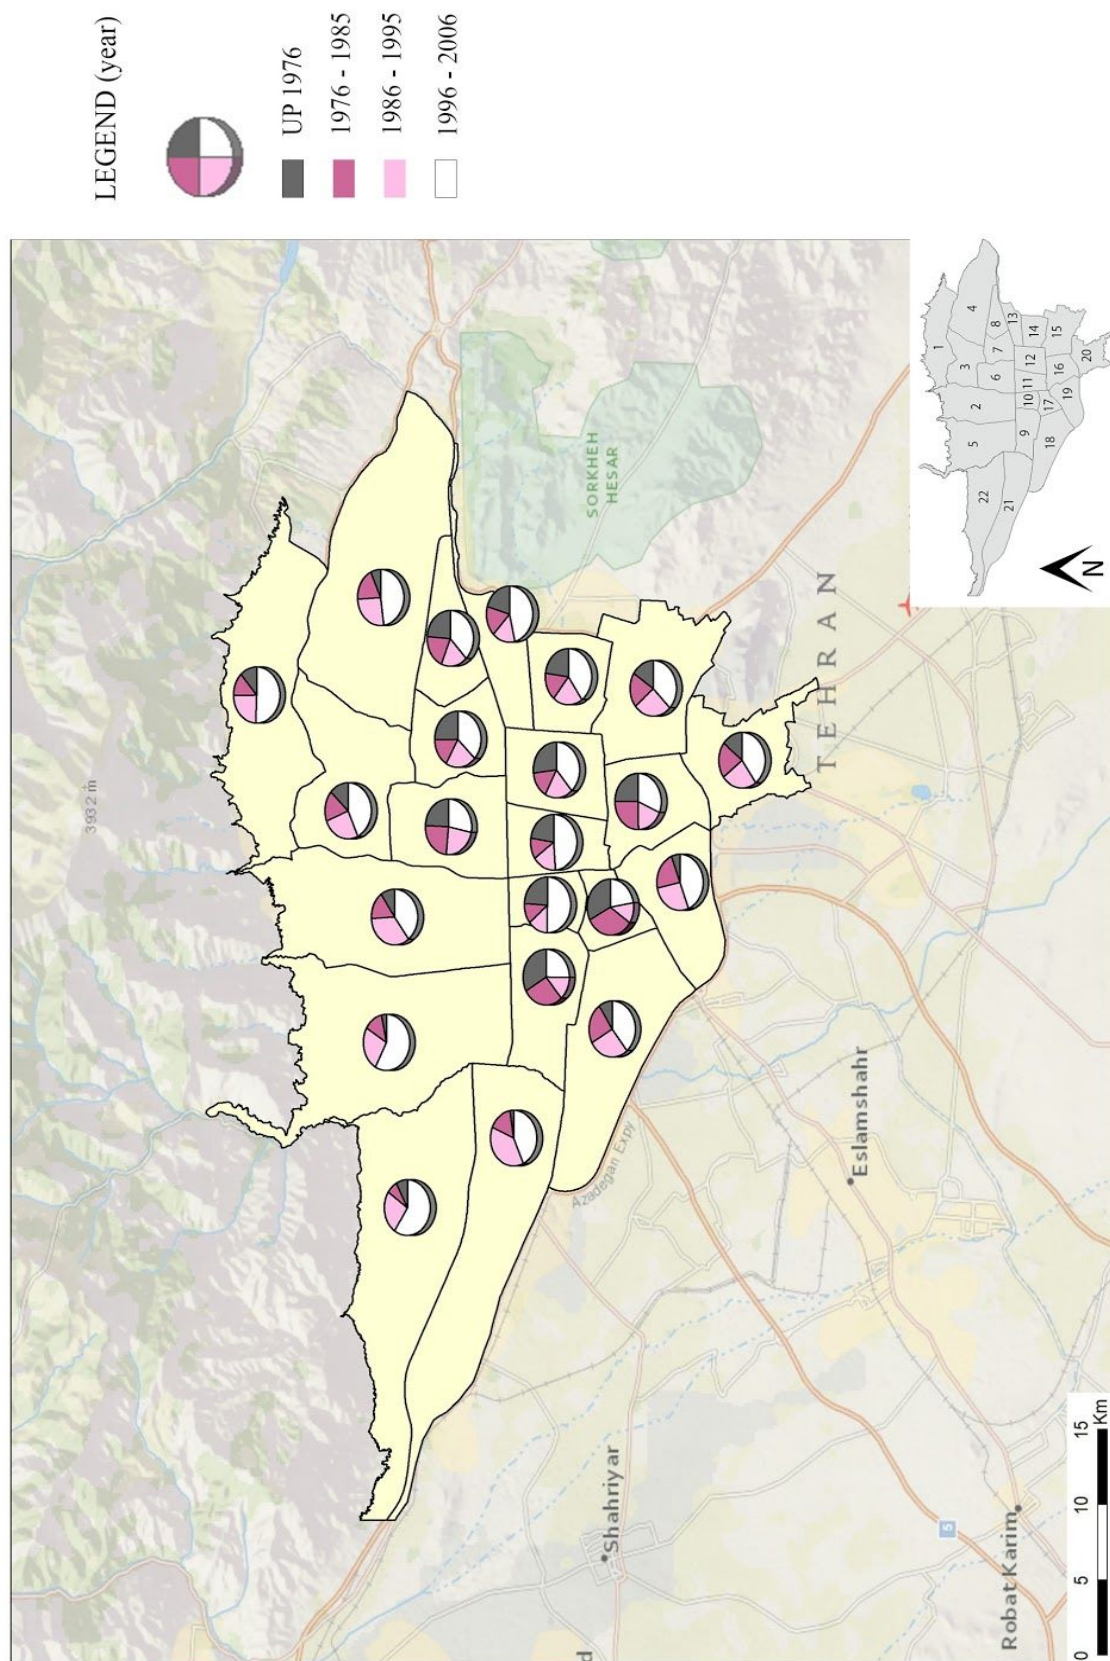 LEGEND (year)
UP 1976
1976 - 1985
1986 - 1995
1996 - 2006
3932 m
SORKHEH
HESAR
TEHRAN
Azadegan Expy
Eslamshahr
Shahriyar
5
Robat Karim
d
0 5 10 15
Km
N
1
2
3
4
5
6
7
8
9
10
11
12
13
14
15
16
17
18
19
20
21
22